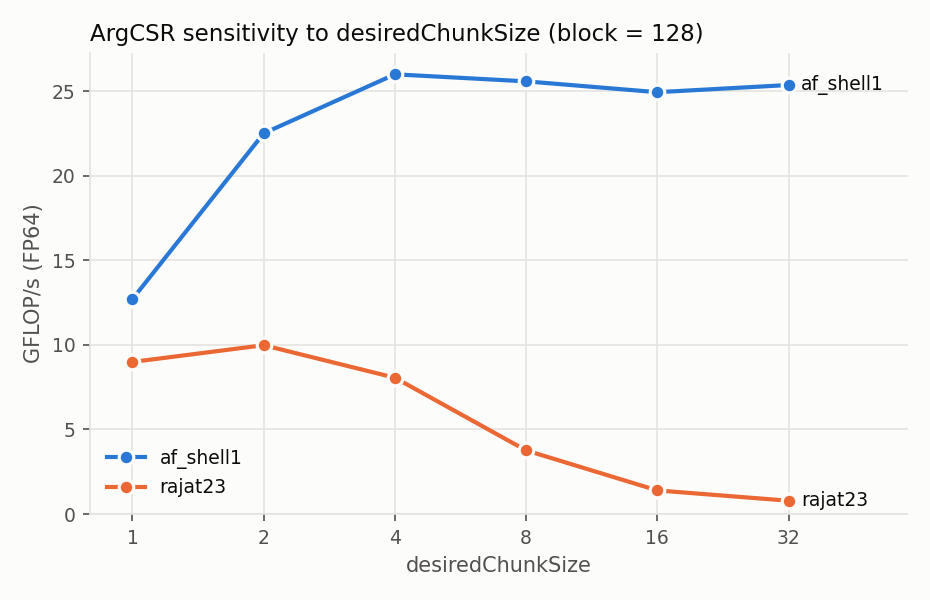 ArgCSR sensitivity to desiredChunkSize (block = 128)
GFLOP/s (FP64)
25
20
15
10
5
0
af_shell1
rajat23
af_shell1
rajat23
1 2 4 8 16 32
desiredChunkSize